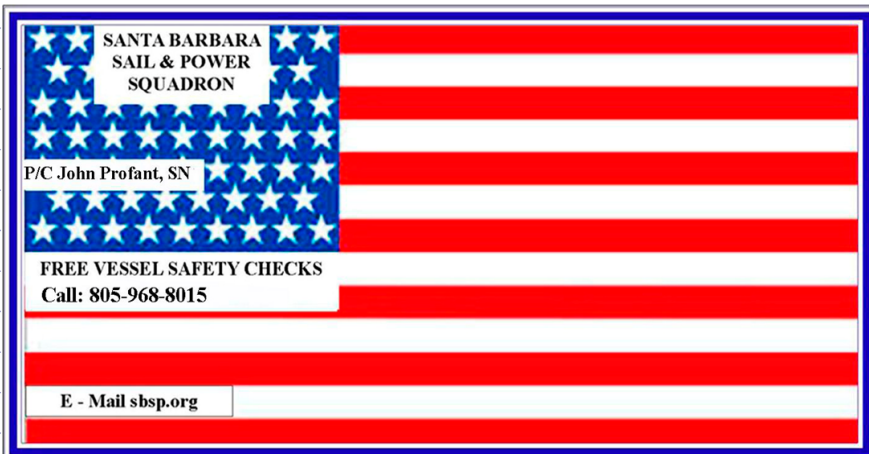 SANTA BARBARA
SAIL & POWER
SQUADRON
P/C John Profant, SN
FREE VESSEL SAFETY CHECKS
Call: 805-968-8015
E - Mail sbsp.org